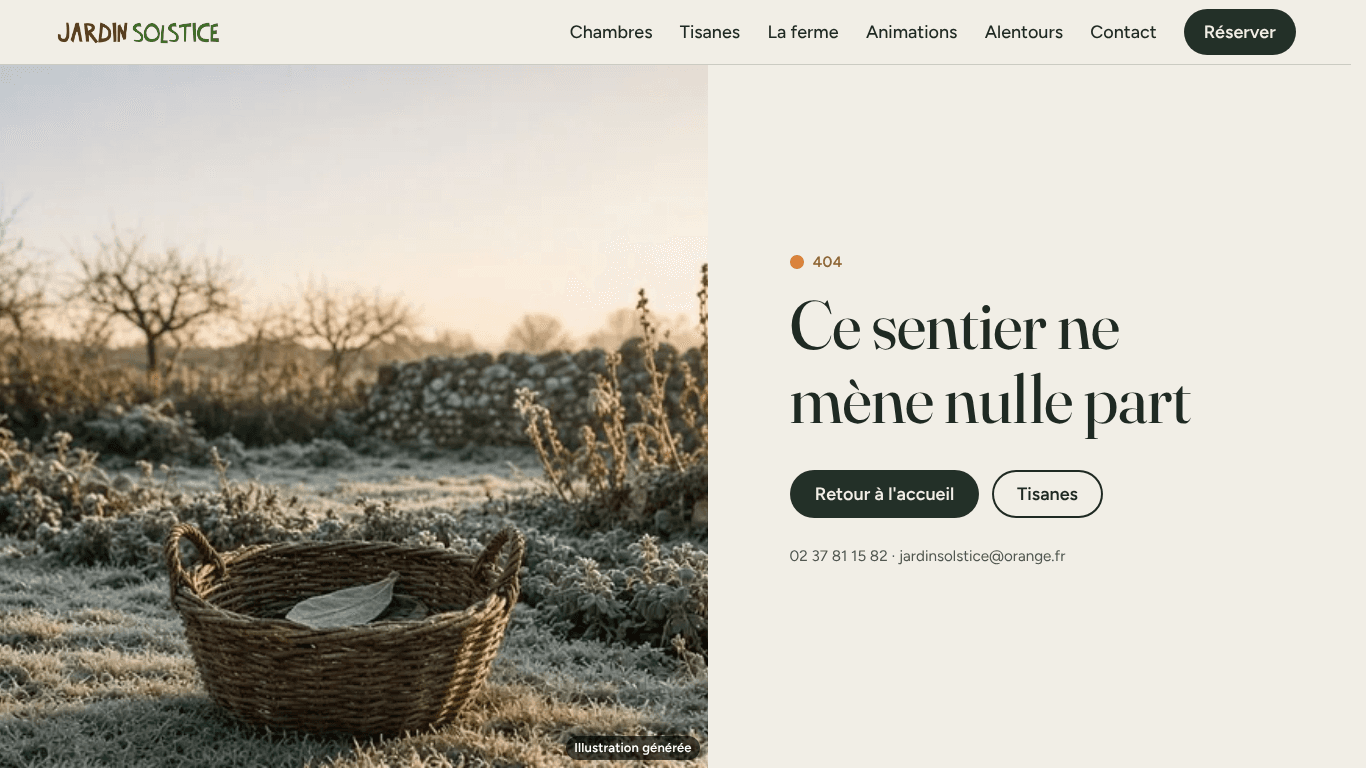 JARDIN SOLSTICE
Chambres
Tisanes
La ferme
Animations
Alentours
Contact
Réserver
404
Ce sentier ne
mène nulle part
Retour à l'accueil
Tisanes
02 37 81 15 82 · jardinsolstice@orange.fr
Illustration générée